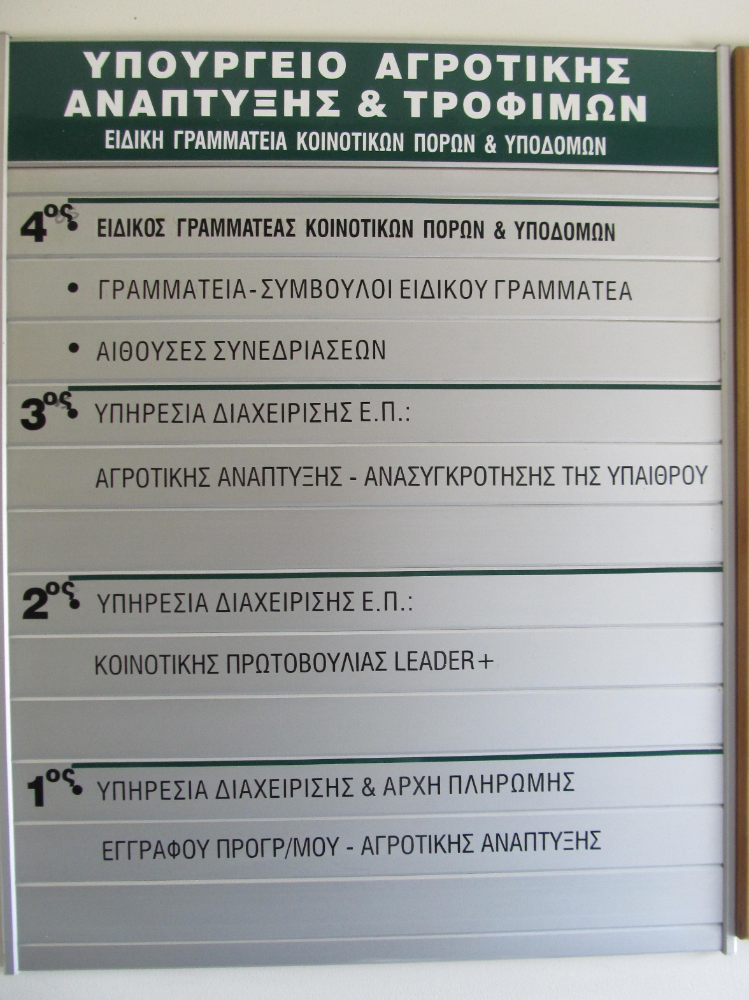 ΥΠΟΥΡΓΕΙΟ ΑΓΡΟΤΙΚΗΣ
ΑΝΑΠΤΥΞΗΣ & ΤΡΟΦΙΜΩΝ
ΕΙΔΙΚΗ ΓΡΑΜΜΑΤΕΙΑ ΚΟΙΝΟΤΙΚΩΝ ΠΟΡΩΝ & ΥΠΟΔΟΜΩΝ
4ος • ΕΙΔΙΚΟΣ ΓΡΑΜΜΑΤΕΑΣ ΚΟΙΝΟΤΙΚΩΝ ΠΟΡΩΝ & ΥΠΟΔΟΜΩΝ
• ΓΡΑΜΜΑΤΕΙΑ-ΣΥΜΒΟΥΛΟΙ ΕΙΔΙΚΟΥ ΓΡΑΜΜΑΤΕΑ
• ΑΙΘΟΥΣΕΣ ΣΥΝΕΔΡΙΑΣΕΩΝ
3ος • ΥΠΗΡΕΣΙΑ ΔΙΑΧΕΙΡΙΣΗΣ Ε.Π.:
ΑΓΡΟΤΙΚΗΣ ΑΝΑΠΤΥΞΗΣ - ΑΝΑΣΥΓΚΡΟΤΗΣΗΣ ΤΗΣ ΥΠΑΙΘΡΟΥ
2ος • ΥΠΗΡΕΣΙΑ ΔΙΑΧΕΙΡΙΣΗΣ Ε.Π.:
ΚΟΙΝΟΤΙΚΗΣ ΠΡΩΤΟΒΟΥΛΙΑΣ LEADER+
1ος • ΥΠΗΡΕΣΙΑ ΔΙΑΧΕΙΡΙΣΗΣ & ΑΡΧΗ ΠΛΗΡΩΜΗΣ
ΕΓΓΡΑΦΟΥ ΠΡΟΓΡ/ΜΟΥ - ΑΓΡΟΤΙΚΗΣ ΑΝΑΠΤΥΞΗΣ